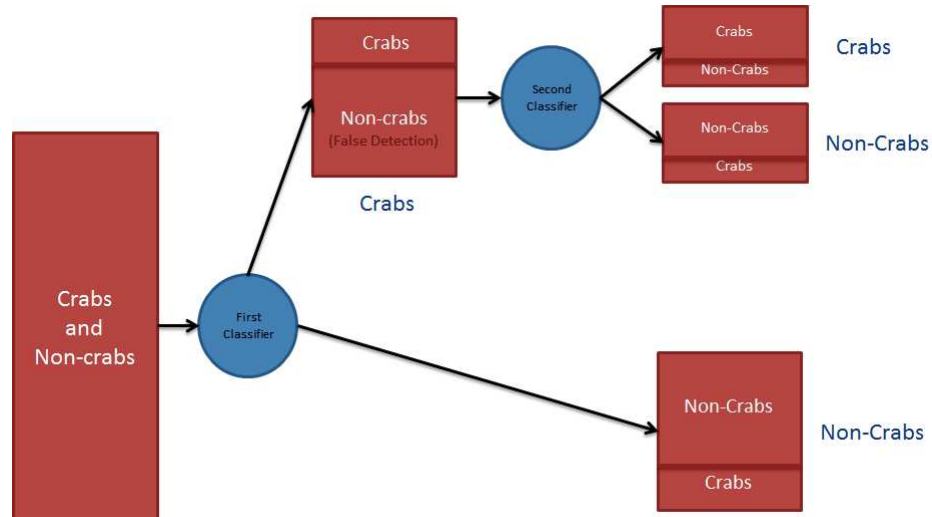 Crabs
and
Non-crabs
First
Classifier
Crabs
Non-crabs
(False Detection)
Crabs
Second
Classifier
Crabs
Non-Crabs
Crabs
Non-Crabs
Crabs
Non-Crabs
Non-Crabs
Crabs
Non-Crabs